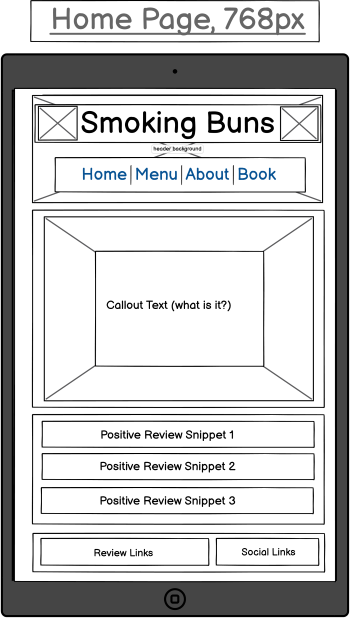 Home Page, 768px
Smoking Buns
header background
Home | Menu | About | Book
Callout Text (what is it?)
Positive Review Snippet 1
Positive Review Snippet 2
Positive Review Snippet 3
Review Links
Social Links